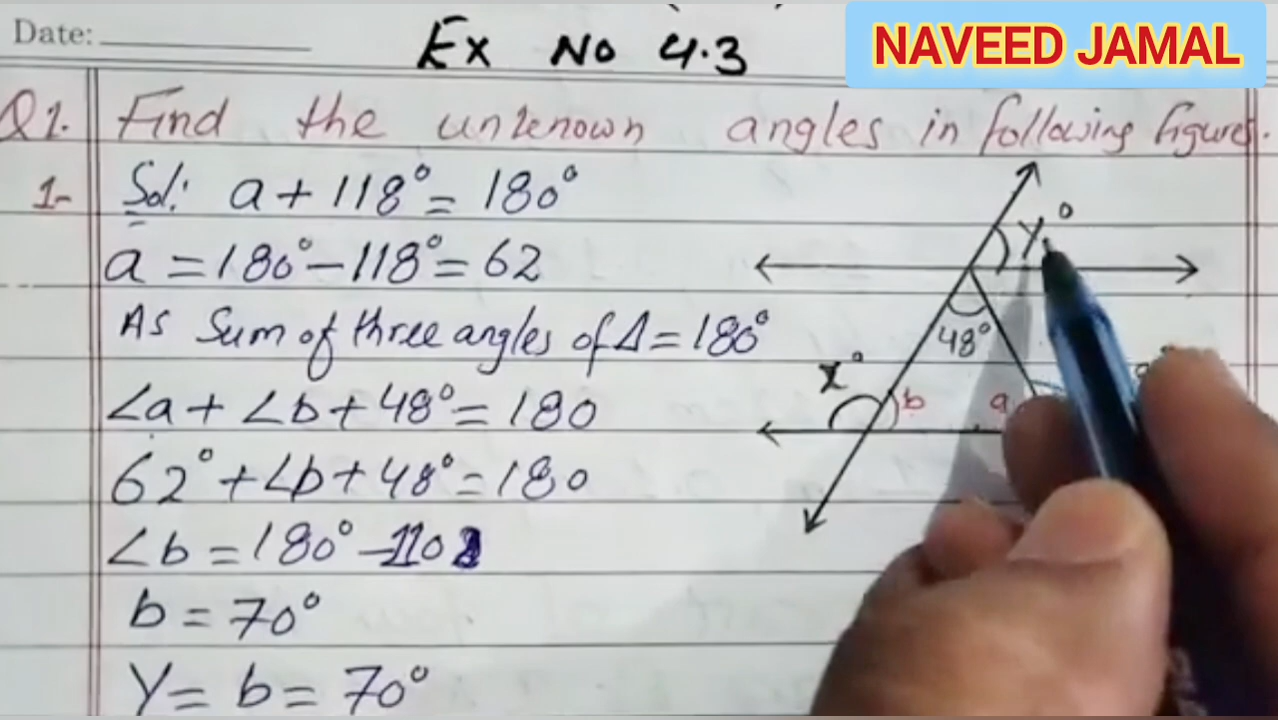 Date:
Ex No 4.3
NAVEED JAMAL
Q1. Find the unknown angles in following figures.
1- Sol: a + 118° = 180°
a = 180° - 118° = 62
As Sum of three angles of Δ = 180°
∠a + ∠b + 48° = 180
62° + ∠b + 48° = 180
∠b = 180° - 110
b = 70°
Y = b = 70°
Y°
48°
x°
b
a